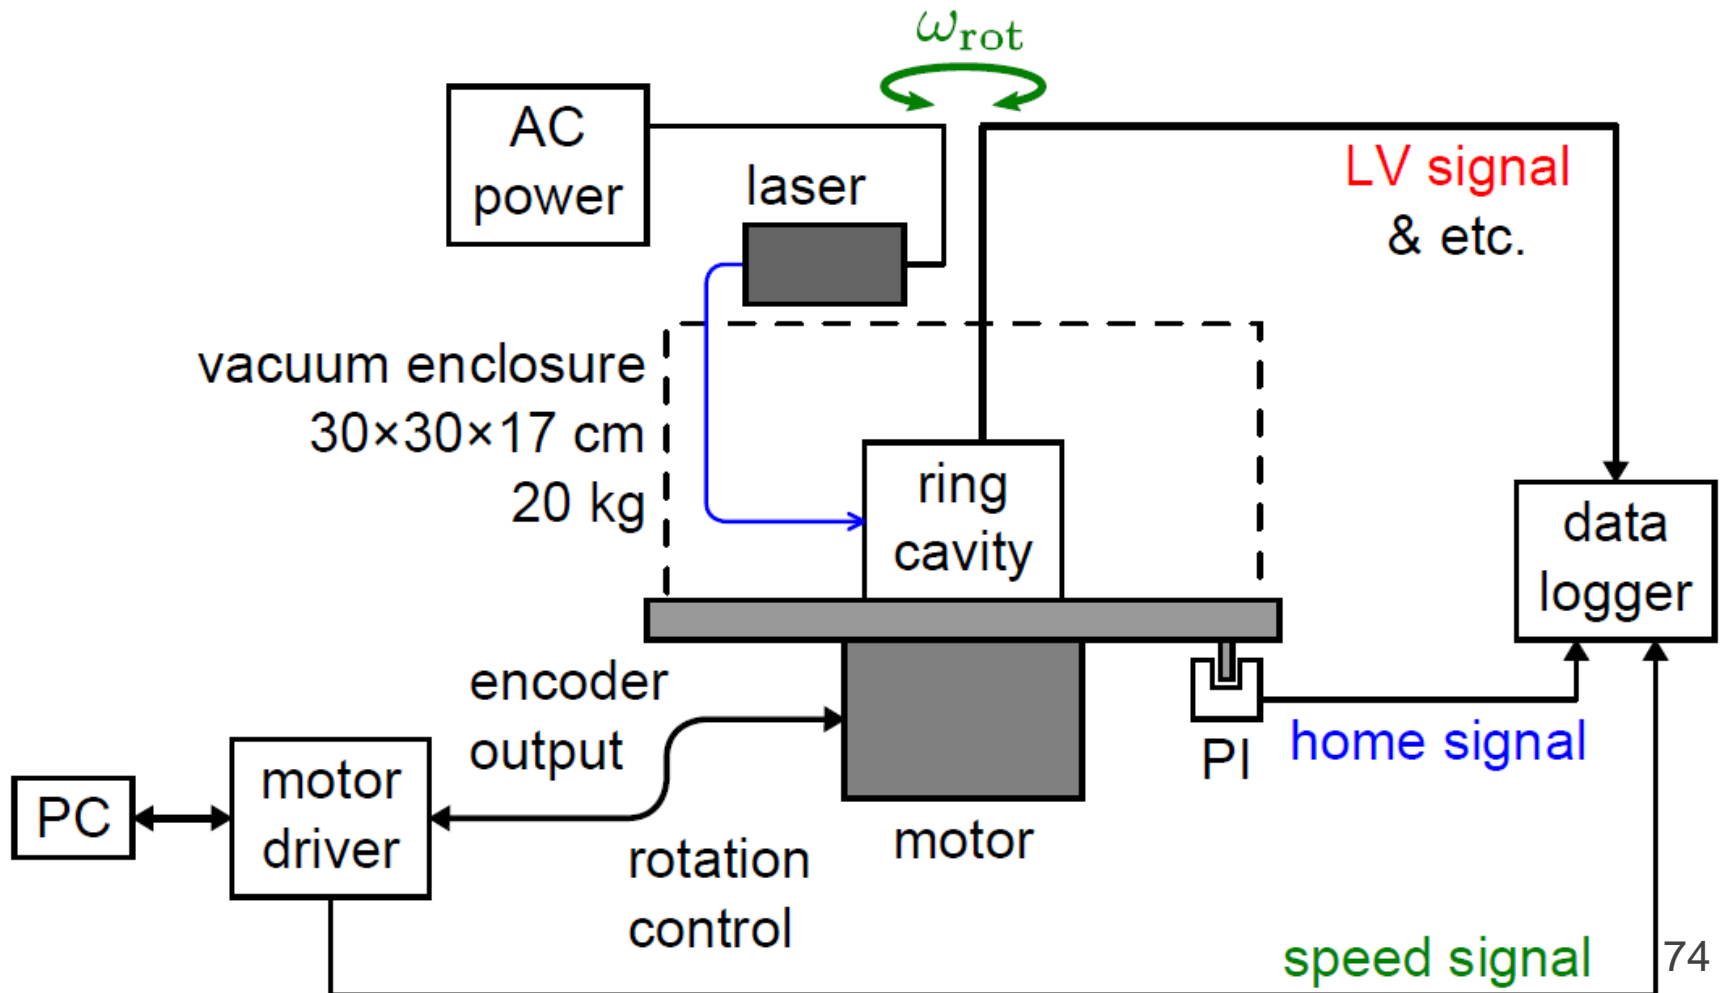 ωrot
AC
power
laser
LV signal
& etc.
vacuum enclosure
30×30×17 cm
20 kg
ring
cavity
data
logger
encoder
output
PI
home signal
PC
motor
driver
motor
rotation
control
speed signal
74